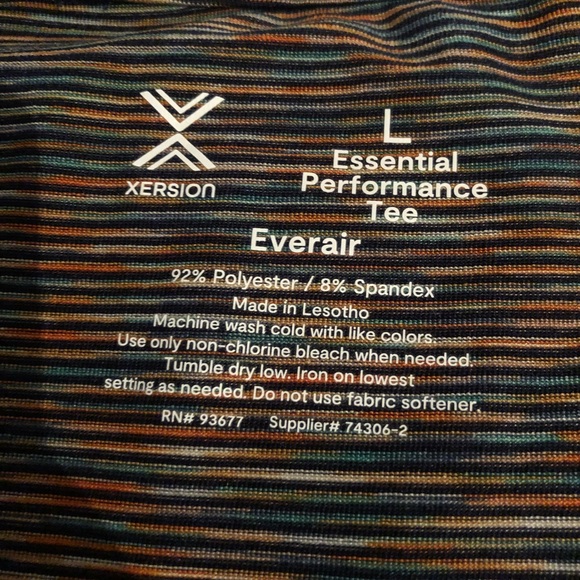 XERSION
L
Essential
Performance
Tee
Everair
92% Polyester / 8% Spandex
Made in Lesotho
Machine wash cold with like colors.
Use only non-chlorine bleach when needed.
Tumble dry low. Iron on lowest
setting as needed. Do not use fabric softener.
RN# 93677 Supplier# 74306-2